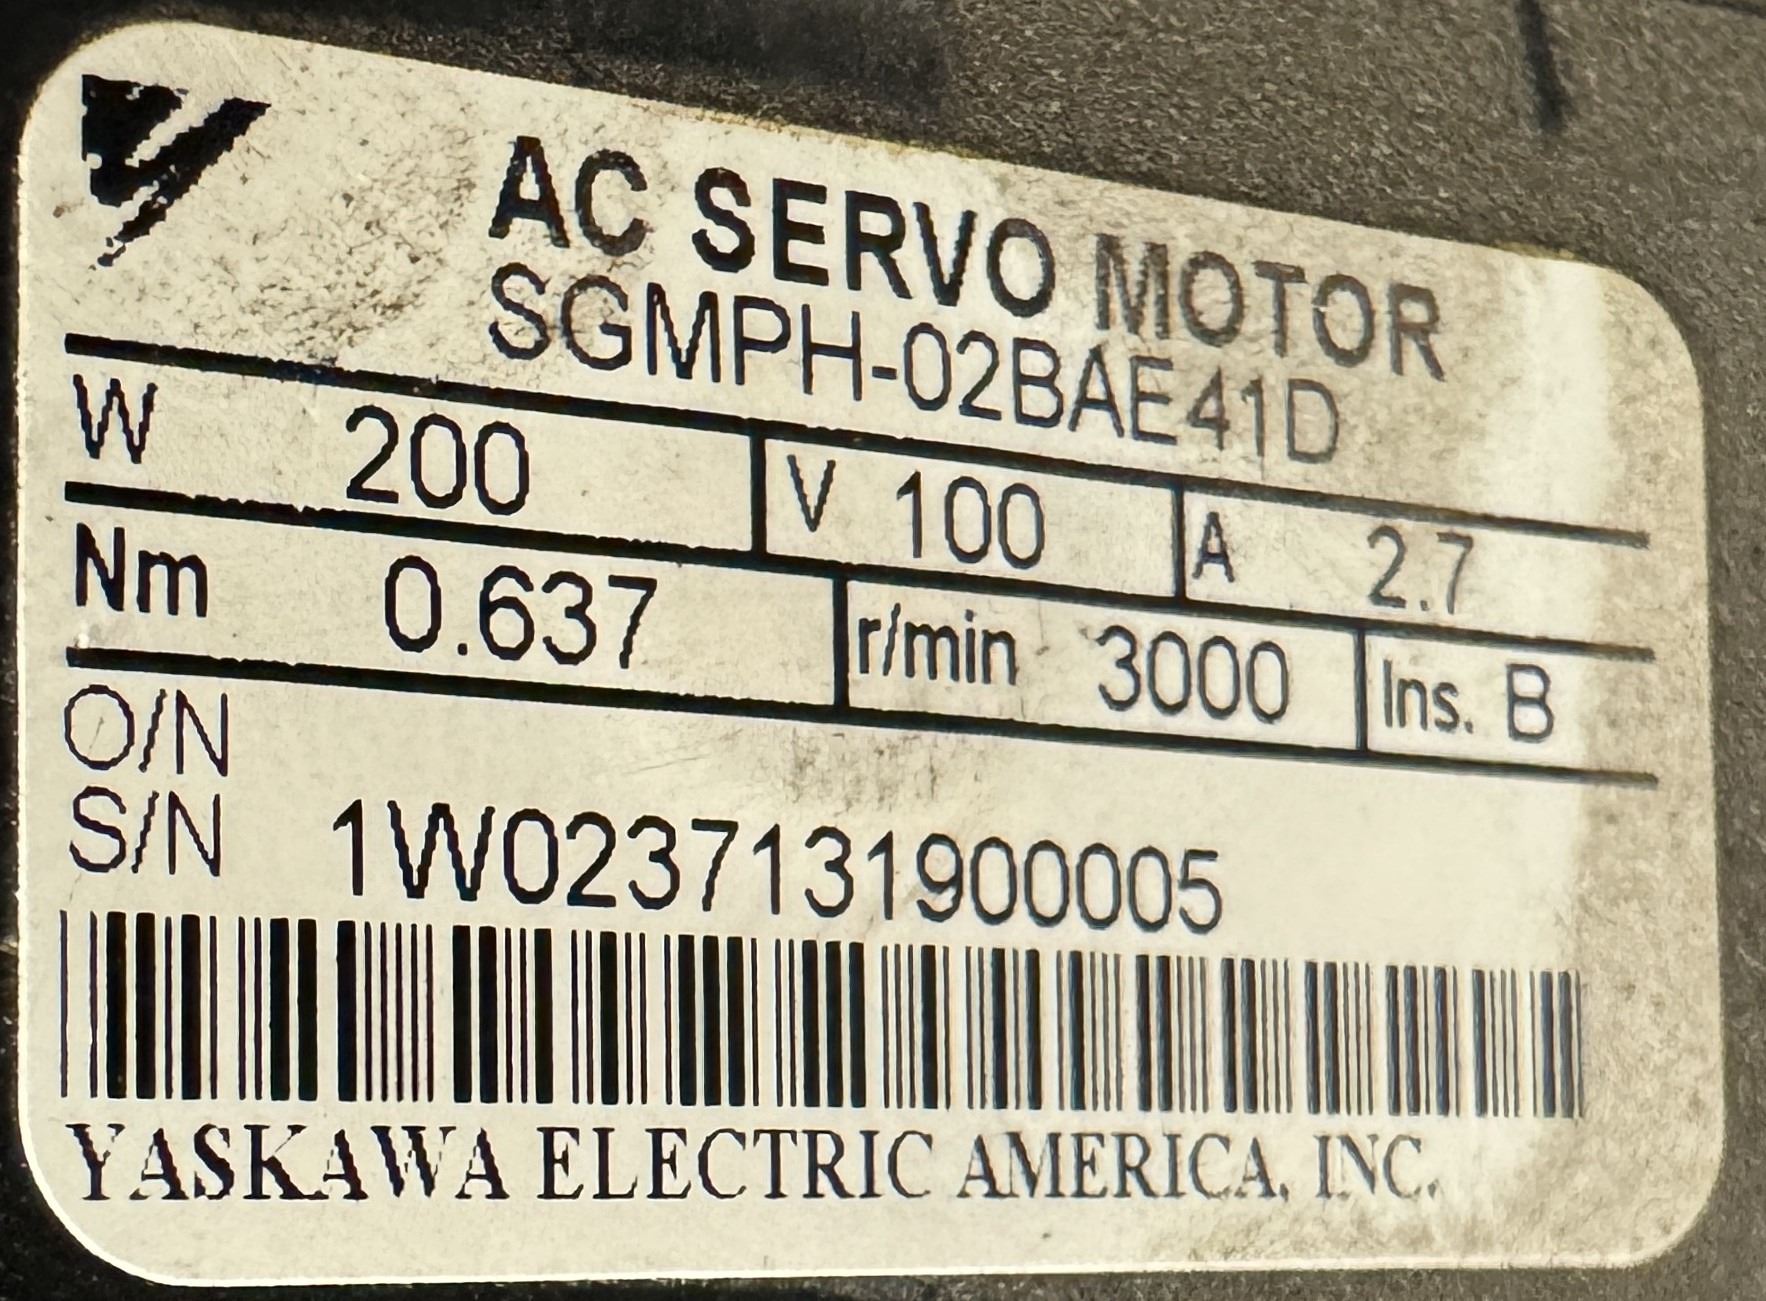 AC SERVO MOTOR
SGMPH-02BAE41D
W 200 V 100 A 2.7
Nm 0.637 r/min 3000 Ins. B
O/N
S/N 1W0237131900005
YASKAWA ELECTRIC AMERICA, INC.